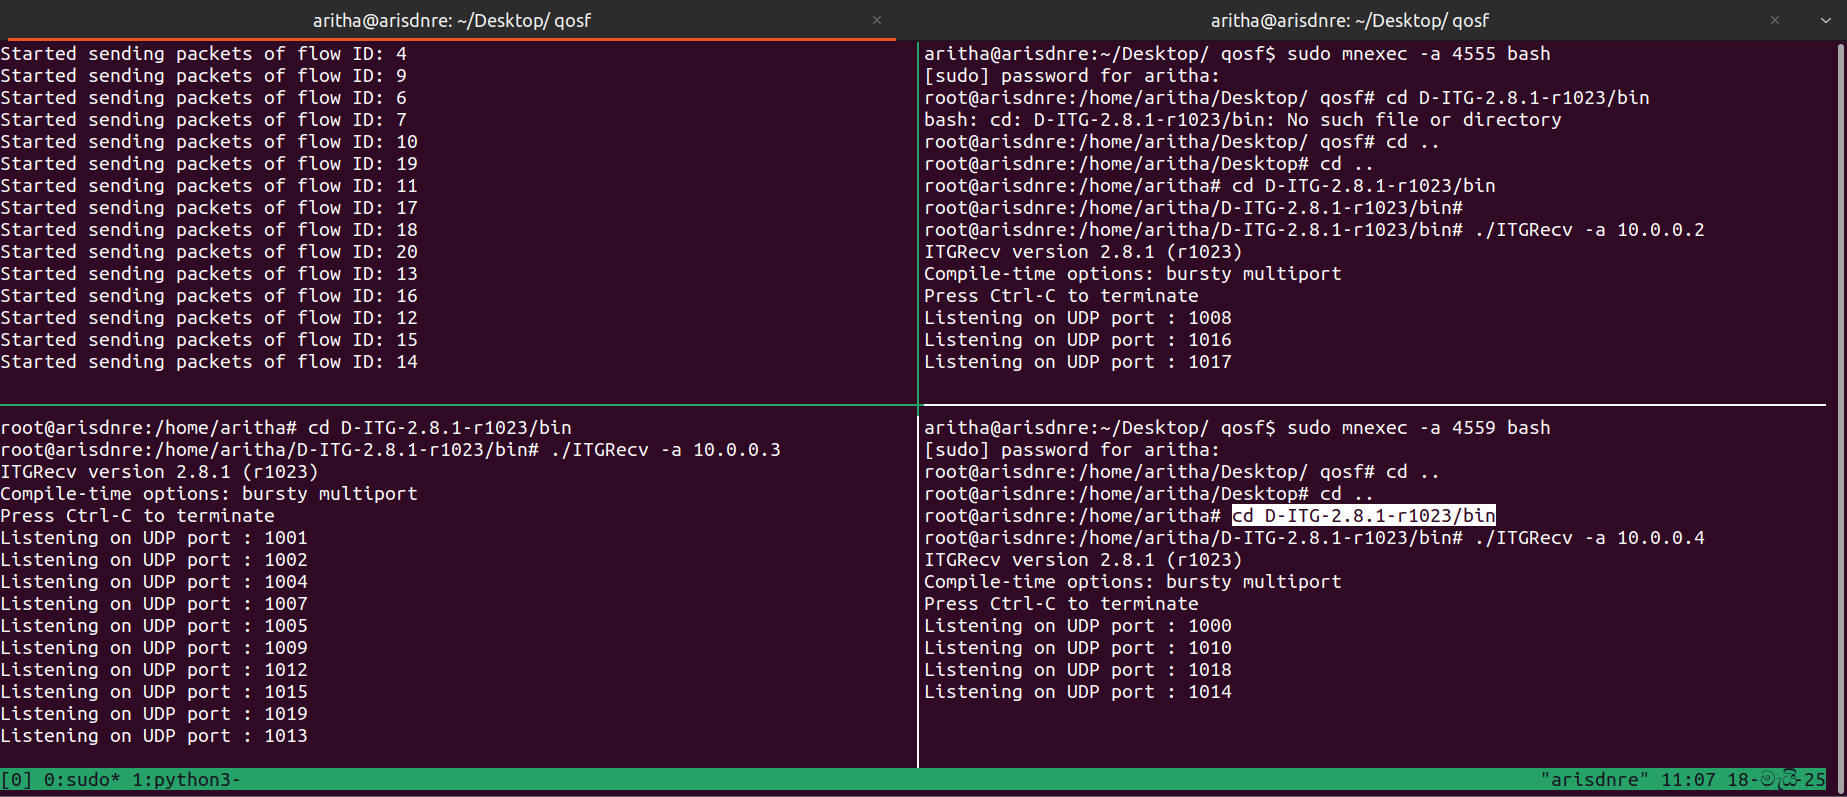 aritha@arisdnre: ~/Desktop/ qosf
×
aritha@arisdnre: ~/Desktop/ qosf
×
Started sending packets of flow ID: 4
Started sending packets of flow ID: 9
Started sending packets of flow ID: 6
Started sending packets of flow ID: 7
Started sending packets of flow ID: 10
Started sending packets of flow ID: 19
Started sending packets of flow ID: 11
Started sending packets of flow ID: 17
Started sending packets of flow ID: 18
Started sending packets of flow ID: 20
Started sending packets of flow ID: 13
Started sending packets of flow ID: 16
Started sending packets of flow ID: 12
Started sending packets of flow ID: 15
Started sending packets of flow ID: 14
aritha@arisdnre:~/Desktop/ qosf$ sudo mnexec -a 4555 bash
[sudo] password for aritha:
root@arisdnre:/home/aritha/Desktop/ qosf# cd D-ITG-2.8.1-r1023/bin
bash: cd: D-ITG-2.8.1-r1023/bin: No such file or directory
root@arisdnre:/home/aritha/Desktop/ qosf# cd ..
root@arisdnre:/home/aritha/Desktop# cd ..
root@arisdnre:/home/aritha# cd D-ITG-2.8.1-r1023/bin
root@arisdnre:/home/aritha/D-ITG-2.8.1-r1023/bin#
root@arisdnre:/home/aritha/D-ITG-2.8.1-r1023/bin# ./ITGRecv -a 10.0.0.2
ITGRecv version 2.8.1 (r1023)
Compile-time options: bursty multiport
Press Ctrl-C to terminate
Listening on UDP port : 1008
Listening on UDP port : 1016
Listening on UDP port : 1017
root@arisdnre:/home/aritha# cd D-ITG-2.8.1-r1023/bin
root@arisdnre:/home/aritha/D-ITG-2.8.1-r1023/bin# ./ITGRecv -a 10.0.0.3
ITGRecv version 2.8.1 (r1023)
Compile-time options: bursty multiport
Press Ctrl-C to terminate
Listening on UDP port : 1001
Listening on UDP port : 1002
Listening on UDP port : 1004
Listening on UDP port : 1007
Listening on UDP port : 1005
Listening on UDP port : 1009
Listening on UDP port : 1012
Listening on UDP port : 1015
Listening on UDP port : 1019
Listening on UDP port : 1013
aritha@arisdnre:~/Desktop/ qosf$ sudo mnexec -a 4559 bash
[sudo] password for aritha:
root@arisdnre:/home/aritha/Desktop/ qosf# cd ..
root@arisdnre:/home/aritha/Desktop# cd ..
root@arisdnre:/home/aritha# cd D-ITG-2.8.1-r1023/bin
root@arisdnre:/home/aritha/D-ITG-2.8.1-r1023/bin# ./ITGRecv -a 10.0.0.4
ITGRecv version 2.8.1 (r1023)
Compile-time options: bursty multiport
Press Ctrl-C to terminate
Listening on UDP port : 1000
Listening on UDP port : 1010
Listening on UDP port : 1018
Listening on UDP port : 1014
[0] 0:sudo* 1:python3-
"arisdnre" 11:07 18-මැයි-25